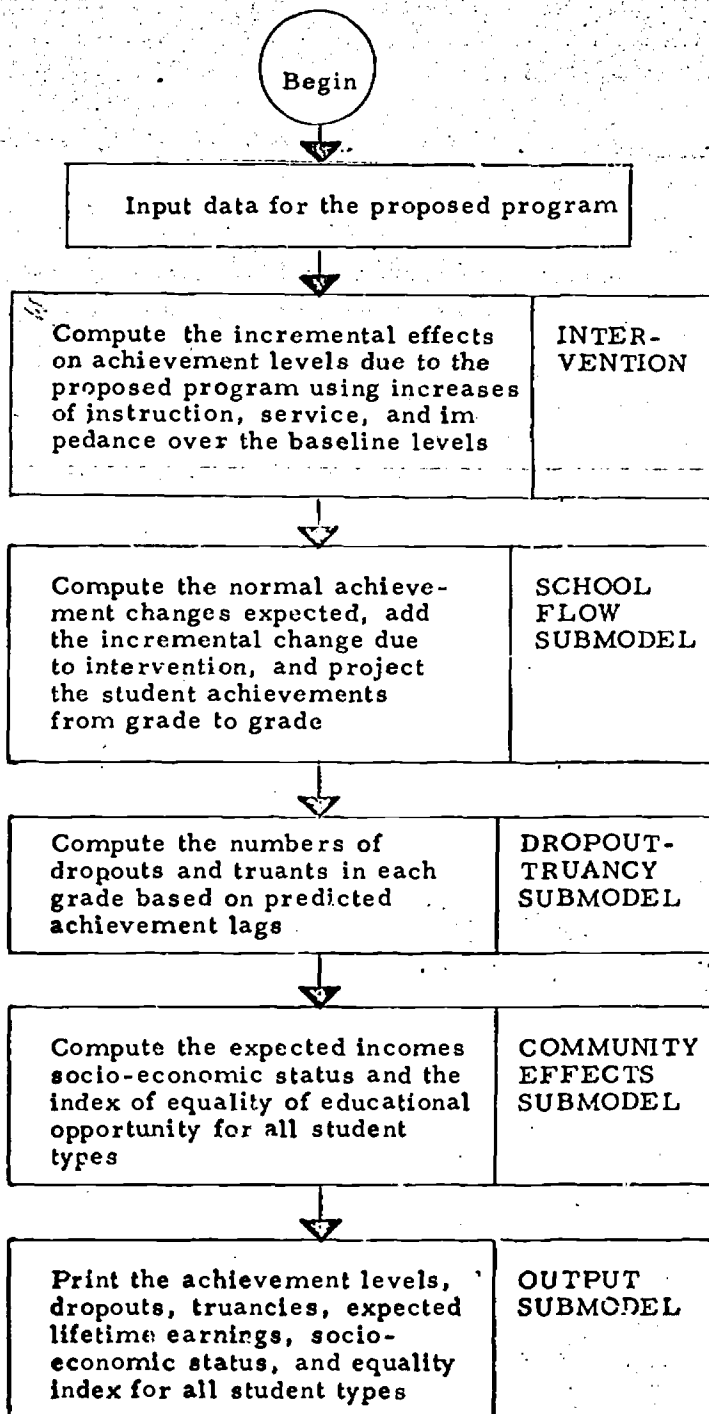 Begin
Input data for the proposed program
Compute the incremental effects
on achievement levels due to the
proposed program using increases
of instruction, service, and im
pedance over the baseline levels
INTER-
VENTION
Compute the normal achieve-
ment changes expected, add
the incremental change due
to intervention, and project
the student achievements
from grade to grade
SCHOOL
FLOW
SUBMODEL
Compute the numbers of
dropouts and truants in each
grade based on predicted
achievement lags
DROPOUT-
TRUANCY
SUBMODEL
Compute the expected incomes
socio-economic status and the
index of equality of educational
opportunity for all student
types
COMMUNITY
EFFECTS
SUBMODEL
Print the achievement levels,
dropouts, truancies, expected
lifetime earnings, socio-
economic status, and equality
index for all student types
OUTPUT
SUBMODEL